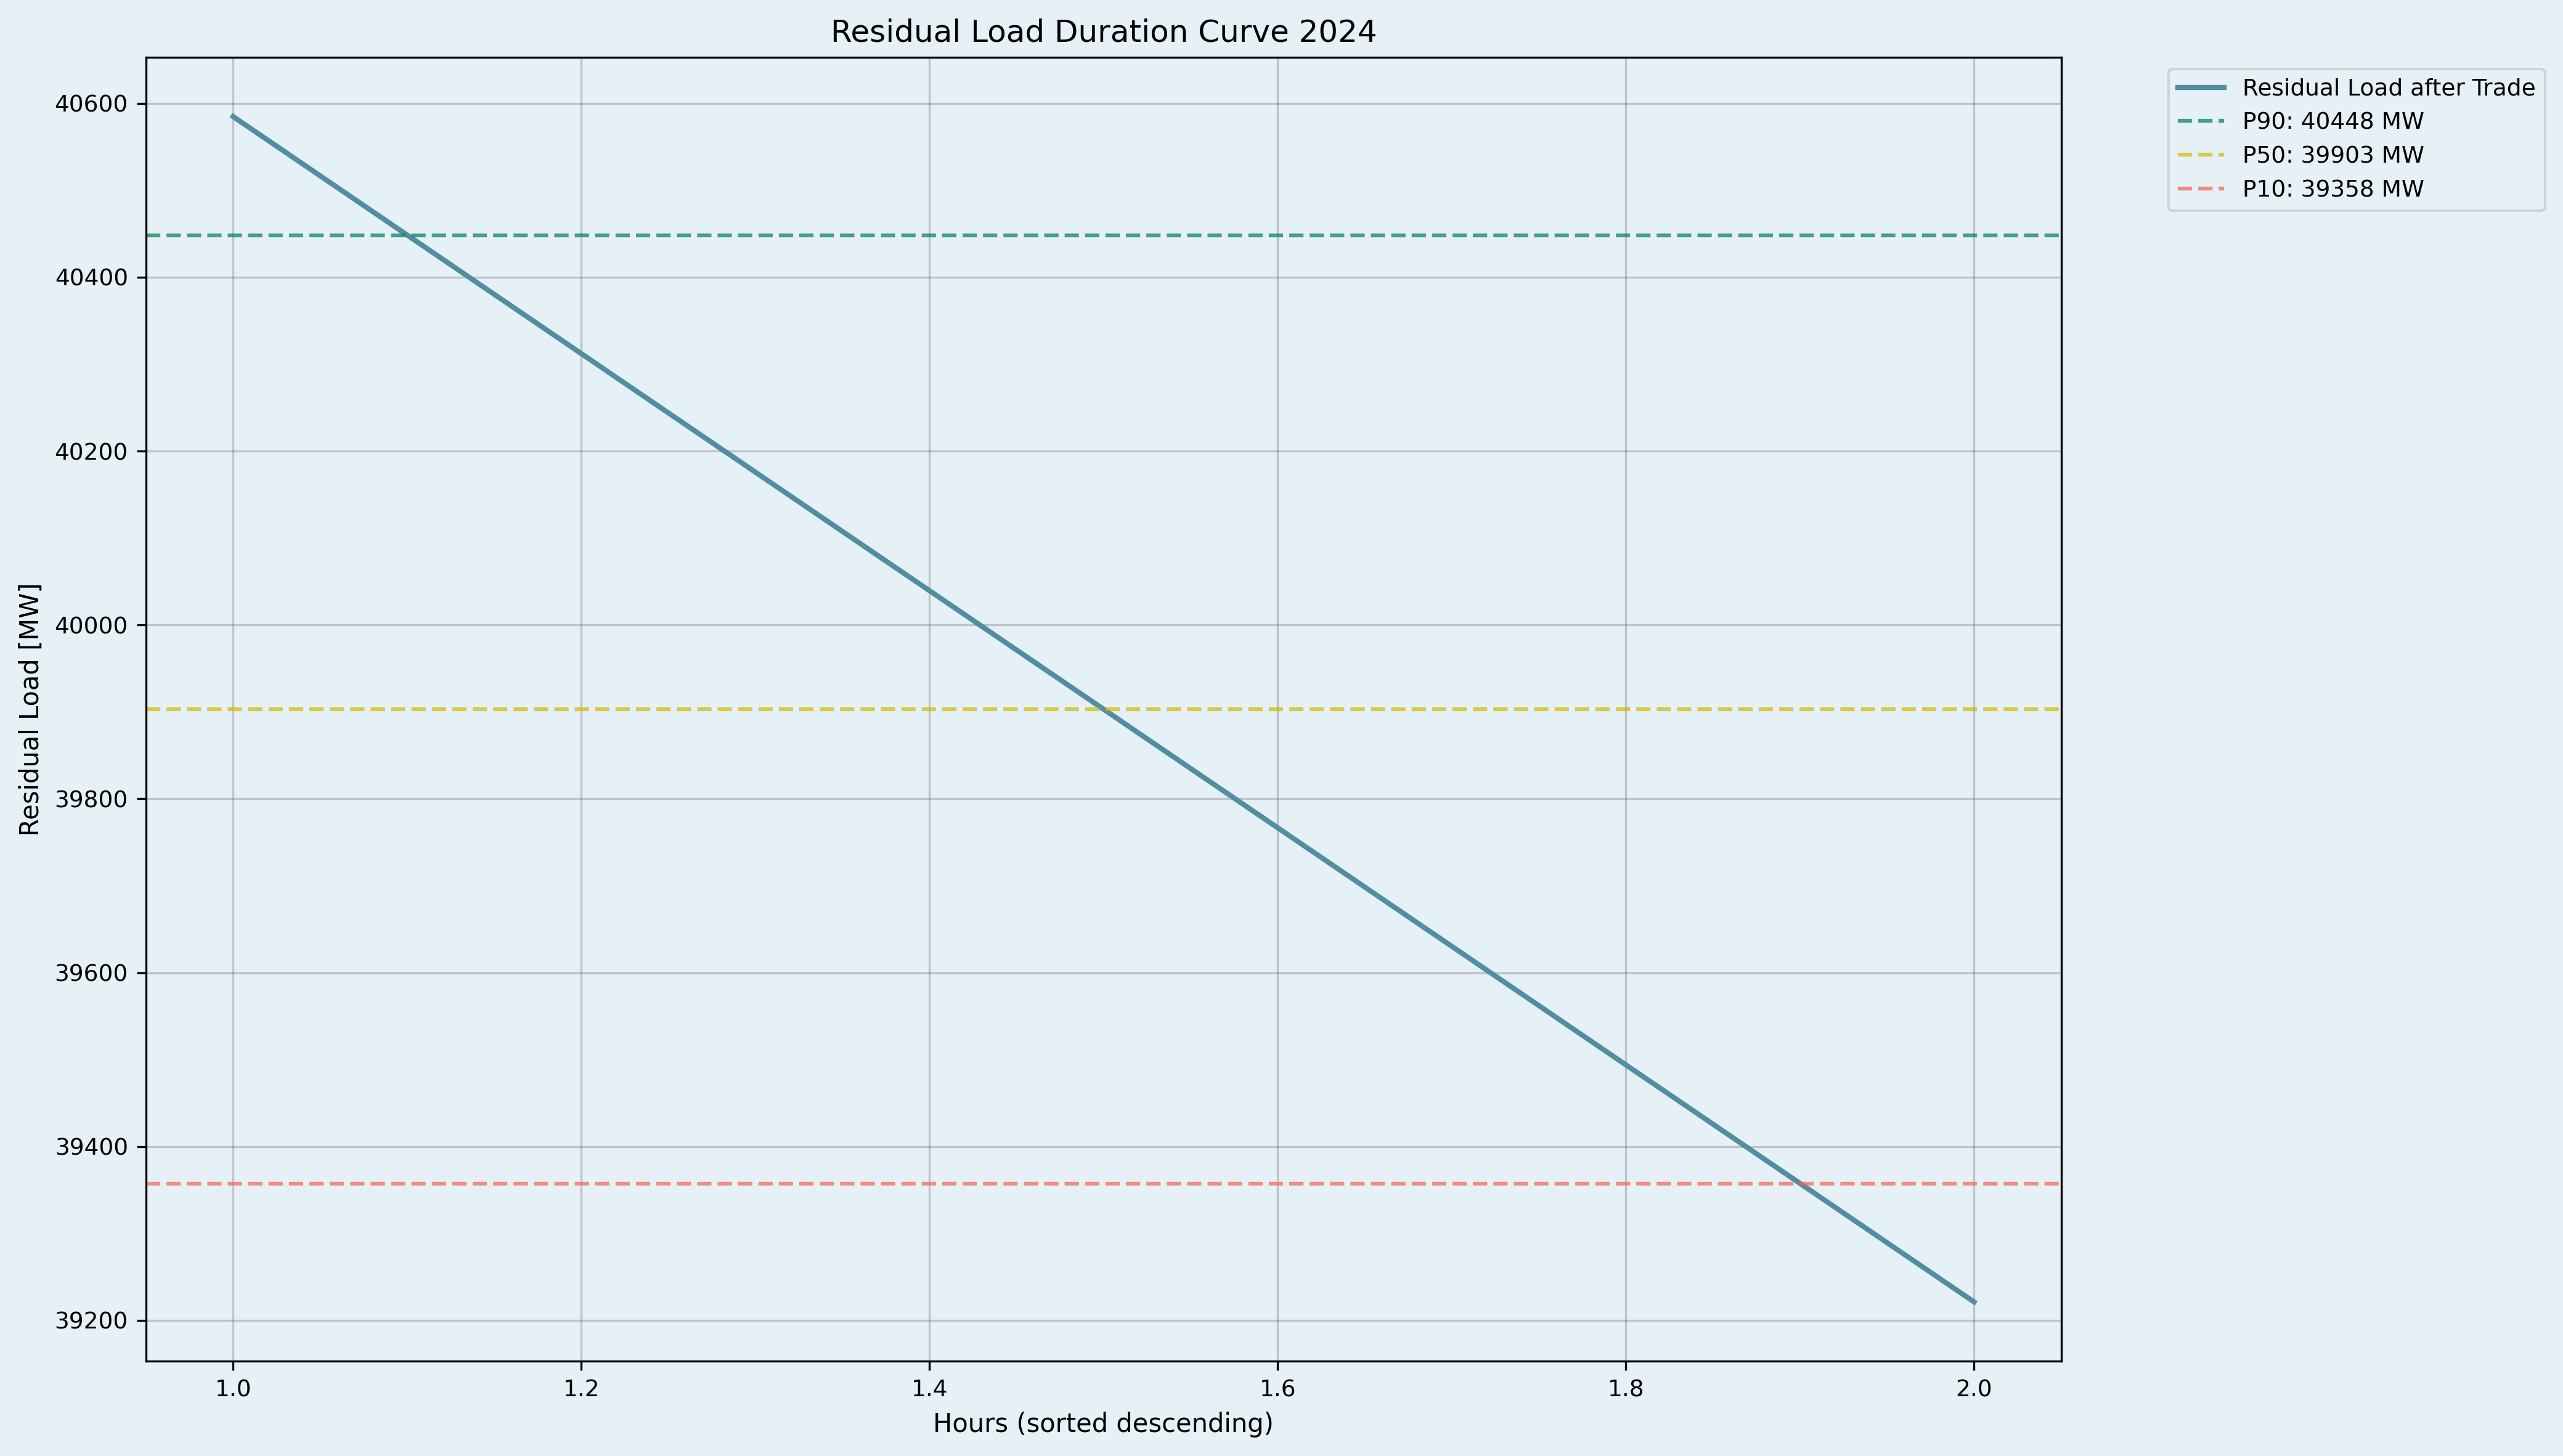 Residual Load Duration Curve 2024
Residual Load after Trade
P90: 40448 MW
P50: 39903 MW
P10: 39358 MW
Residual Load [MW]
40600
40400
40200
40000
39800
39600
39400
39200
1.0 1.2 1.4 1.6 1.8 2.0
Hours (sorted descending)